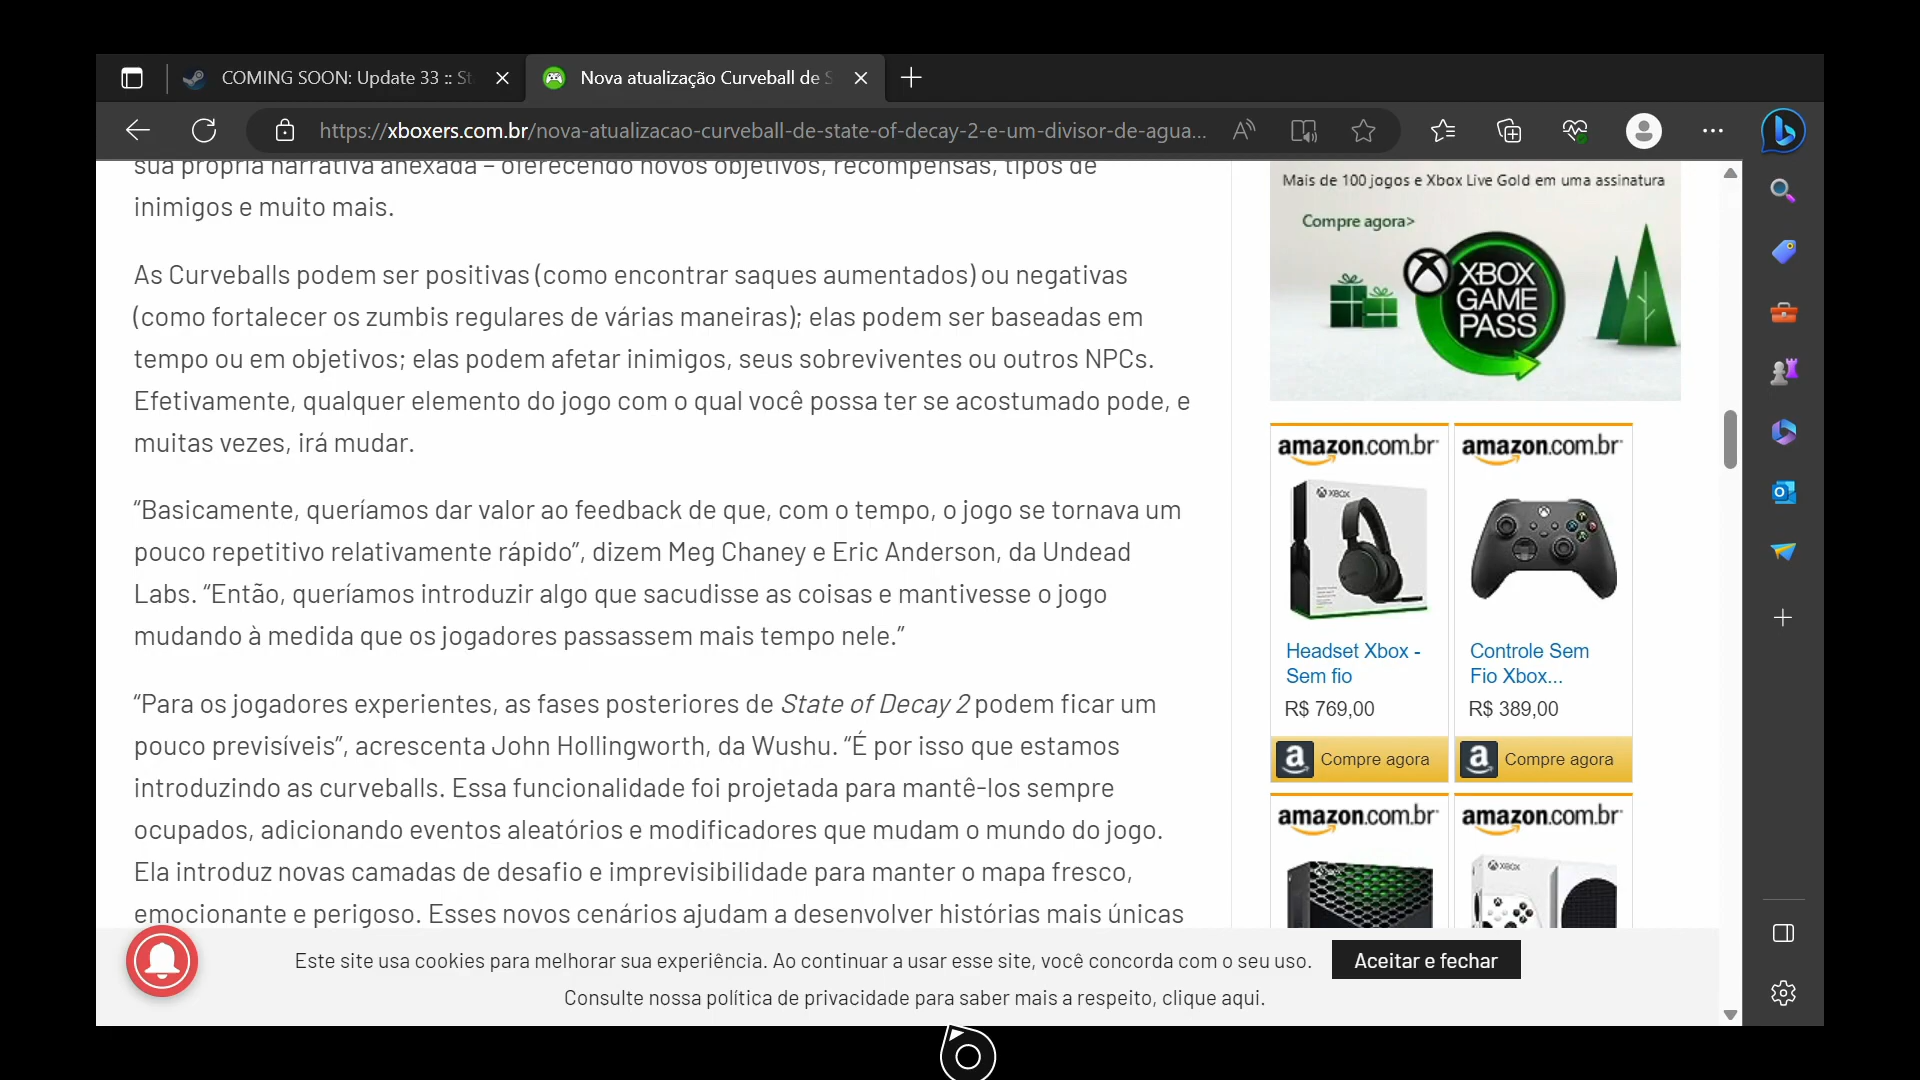 COMING SOON: Update 33 :: St
Nova atualização Curveball de S
https://xboxers.com.br/nova-atualizacao-curveball-de-state-of-decay-2-e-um-divisor-de-agua...
sua própria narrativa anexada – oferecendo novos objetivos, recompensas, tipos de
inimigos e muito mais.
As Curveballs podem ser positivas (como encontrar saques aumentados) ou negativas
(como fortalecer os zumbis regulares de várias maneiras); elas podem ser baseadas em
tempo ou em objetivos; elas podem afetar inimigos, seus sobreviventes ou outros NPCs.
Efetivamente, qualquer elemento do jogo com o qual você possa ter se acostumado pode, e
muitas vezes, irá mudar.
“Basicamente, queríamos dar valor ao feedback de que, com o tempo, o jogo se tornava um
pouco repetitivo relativamente rápido”, dizem Meg Chaney e Eric Anderson, da Undead
Labs. “Então, queríamos introduzir algo que sacudisse as coisas e mantivesse o jogo
mudando à medida que os jogadores passassem mais tempo nele.”
“Para os jogadores experientes, as fases posteriores de State of Decay 2 podem ficar um
pouco previsíveis”, acrescenta John Hollingworth, da Wushu. “É por isso que estamos
introduzindo as curveballs. Essa funcionalidade foi projetada para mantê-los sempre
ocupados, adicionando eventos aleatórios e modificadores que mudam o mundo do jogo.
Ela introduz novas camadas de desafio e imprevisibilidade para manter o mapa fresco,
emocionante e perigoso. Esses novos cenários ajudam a desenvolver histórias mais únicas
Mais de 100 jogos e Xbox Live Gold em uma assinatura
Compre agora>
XBOX
GAME
PASS
amazon.com.br
XBOX
Headset Xbox -
Sem fio
R$ 769,00
a Compre agora
amazon.com.br
Controle Sem
Fio Xbox...
R$ 389,00
a Compre agora
amazon.com.br
amazon.com.br
XBOX
Este site usa cookies para melhorar sua experiência. Ao continuar a usar esse site, você concorda com o seu uso.
Aceitar e fechar
Consulte nossa política de privacidade para saber mais a respeito, clique aqui.